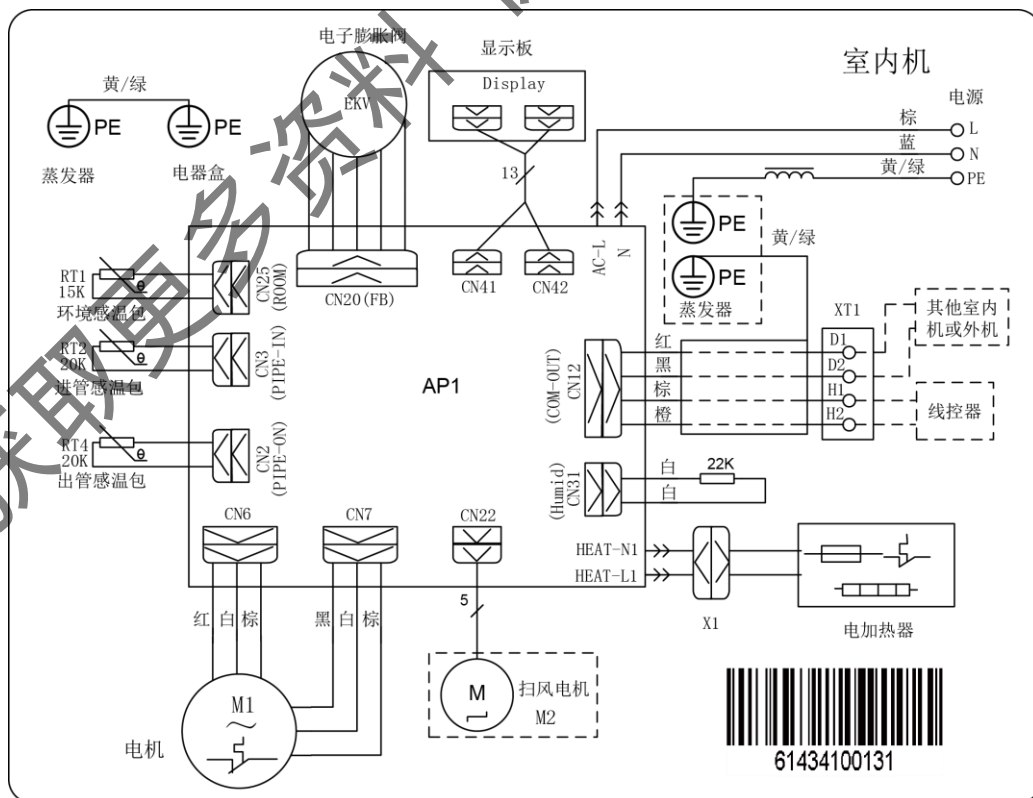 电子膨胀阀
EKV
显示板
Display
13
室内机
电源
棕
L
蓝
N
黄/绿
PE
黄/绿
PE
PE
蒸发器
电器盒
PE
黄/绿
PE
蒸发器
AC-L
N
CN20(FB)
CN41
CN42
RT1
15K
环境感温包
θ
CN25
(ROOM)
RT2
20K
进管感温包
θ
CN3
(PIPE-IN)
RT4
20K
出管感温包
θ
CN2
(PIPE-ON)
AP1
(COM-OUT)
CN12
红
黑
棕
橙
XT1
D1
D2
H1
H2
其他室内
机或外机
线控器
(Humid)
CN31
白
白
22K
HEAT-N1
HEAT-L1
X1
电加热器
CN6
CN7
CN22
红
白
棕
黑
白
棕
5
M1
电机
M
扫风电机
M2
61434100131
获取更多资料